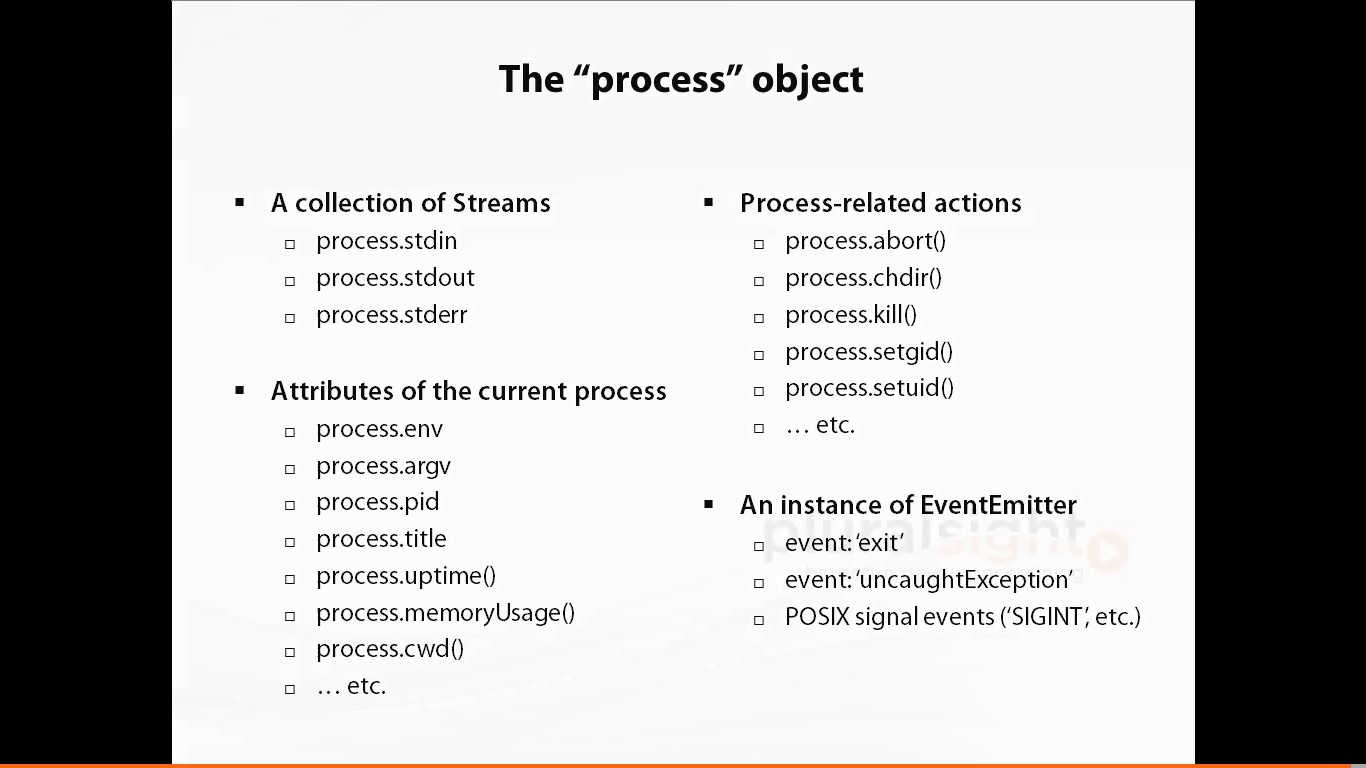 The “process” object
A collection of Streams
process.stdin
process.stdout
process.stderr
Attributes of the current process
process.env
process.argv
process.pid
process.title
process.uptime()
process.memoryUsage()
process.cwd()
… etc.
Process-related actions
process.abort()
process.chdir()
process.kill()
process.setgid()
process.setuid()
… etc.
An instance of EventEmitter
event: ‘exit’
event: ‘uncaughtException’
POSIX signal events (‘SIGINT’, etc.)
pluralsight